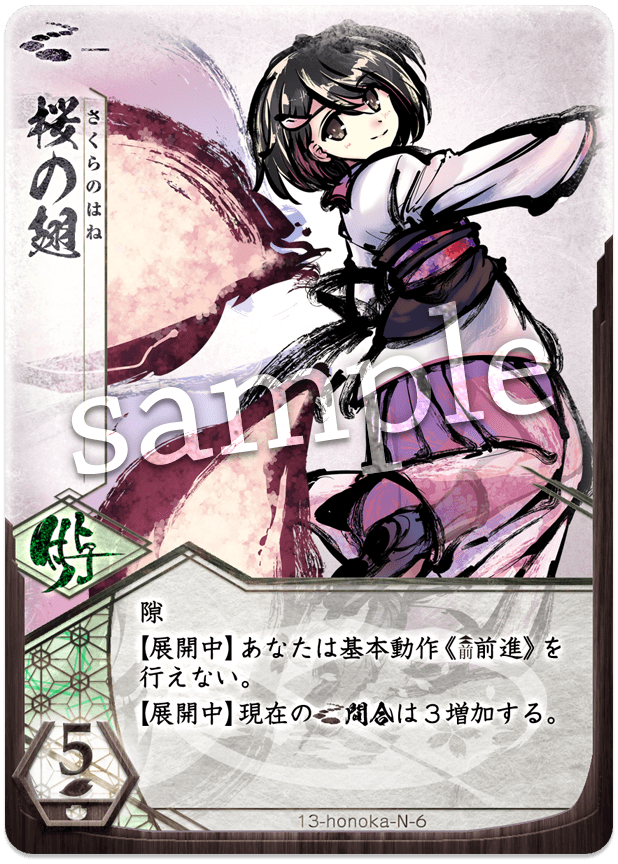 桜の翅
さくらのはね
sample
隙
【展開中】あなたは基本動作《前進》を
行えない。
【展開中】現在の間合は3増加する。
5
13-honoka-N-6